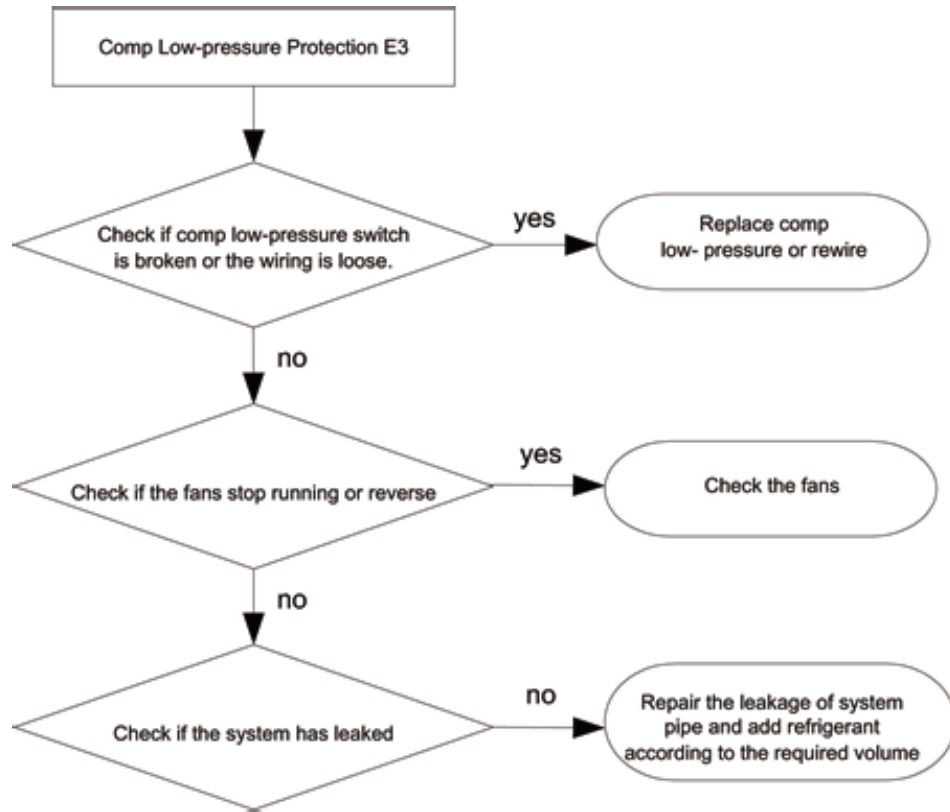 Comp Low-pressure Protection E3
Check if comp low-pressure switch
is broken or the wiring is loose.
yes
Replace comp
low- pressure or rewire
no
Check if the fans stop running or reverse
yes
Check the fans
no
Check if the system has leaked
no
Repair the leakage of system
pipe and add refrigerant
according to the required volume